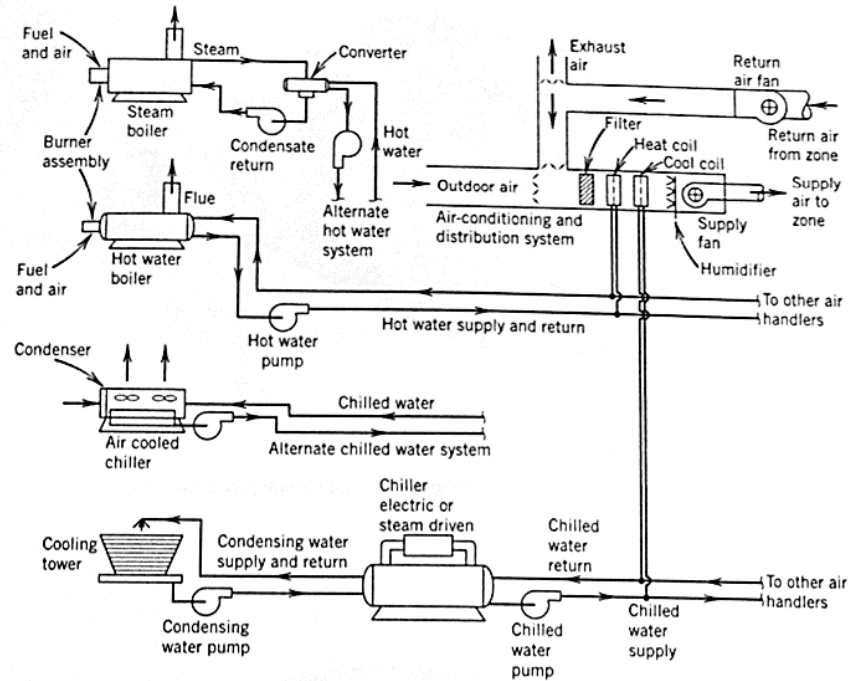 Fuel
and air
Steam
Converter
Steam
boiler
Condensate
return
Hot
water
Burner
assembly
Flue
Alternate
hot water
system
Fuel
and air
Hot water
boiler
Exhaust
air
Return
air fan
Filter
Heat coil
Cool coil
Return air
from zone
Outdoor air
Supply
air to
zone
Air-conditioning and
distribution system
Supply
fan
Humidifier
Hot water
pump
Hot water supply and return
To other air
handlers
Condenser
Chilled water
Air cooled
chiller
Alternate chilled water system
Chiller
electric or
steam driven
Cooling
tower
Condensing water
supply and return
Chilled
water
return
To other air
handlers
Condensing
water pump
Chilled
water
pump
Chilled
water
supply